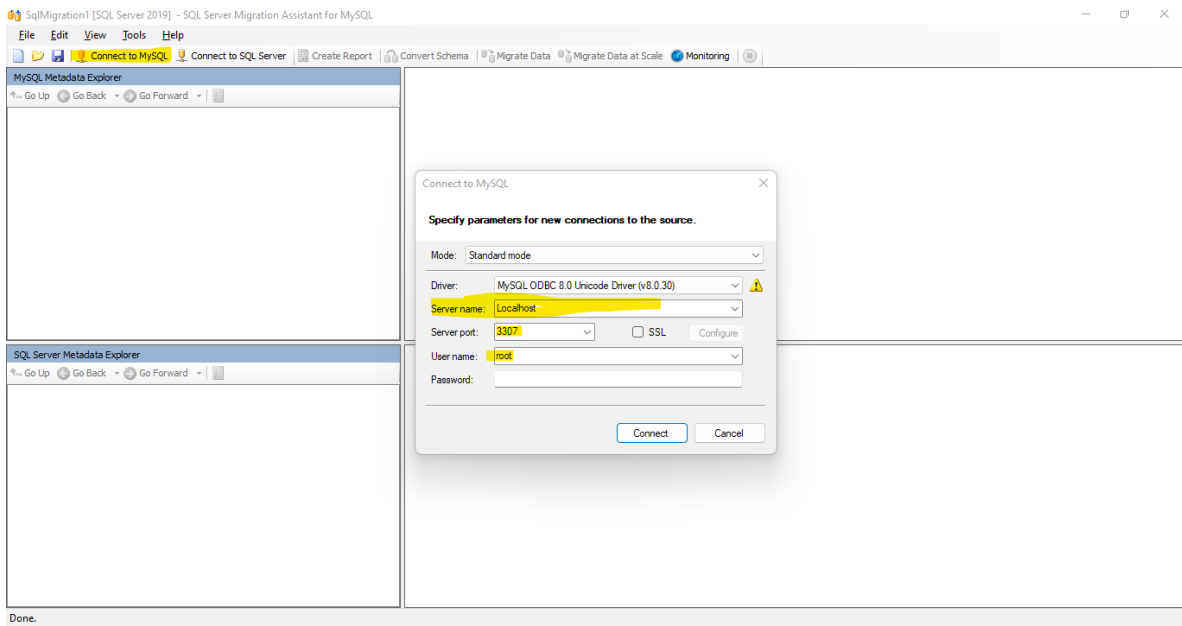 SqlMigration1 [SQL Server 2019] - SQL Server Migration Assistant for MySQL
File Edit View Tools Help
Connect to MySQL Connect to SQL Server Create Report Convert Schema Migrate Data Migrate Data at Scale Monitoring
MySQL Metadata Explorer
Go Up Go Back Go Forward
Connect to MySQL
Specify parameters for new connections to the source.
Mode: Standard mode
Driver: MySQL ODBC 8.0 Unicode Driver (v8.0.30)
Server name: Localhost
Server port: 3307 SSL Configure
User name: root
Password:
Connect Cancel
SQL Server Metadata Explorer
Go Up Go Back Go Forward
Done.